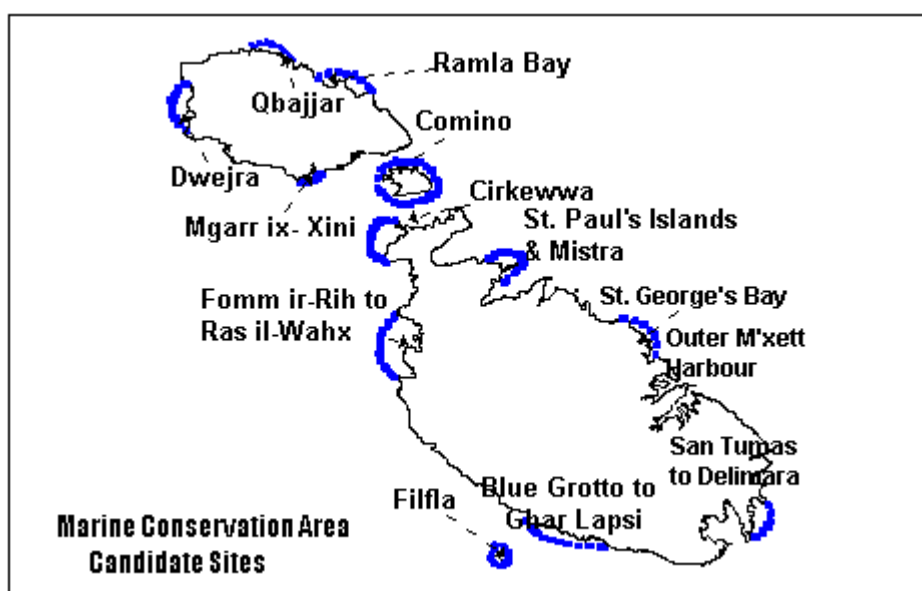 Ramla Bay
Qbajjar
Comino
Dwejra
Cirkewwa
Mgarr ix- Xini
St. Paul's Islands
& Mistra
Fomm ir-Rih to
Ras il-Wahx
St. George's Bay
Outer M'xett
Harbour
San Tumas
to Delimara
Blue Grotto to
Ghar Lapsi
Filfla
Marine Conservation Area
Candidate Sites